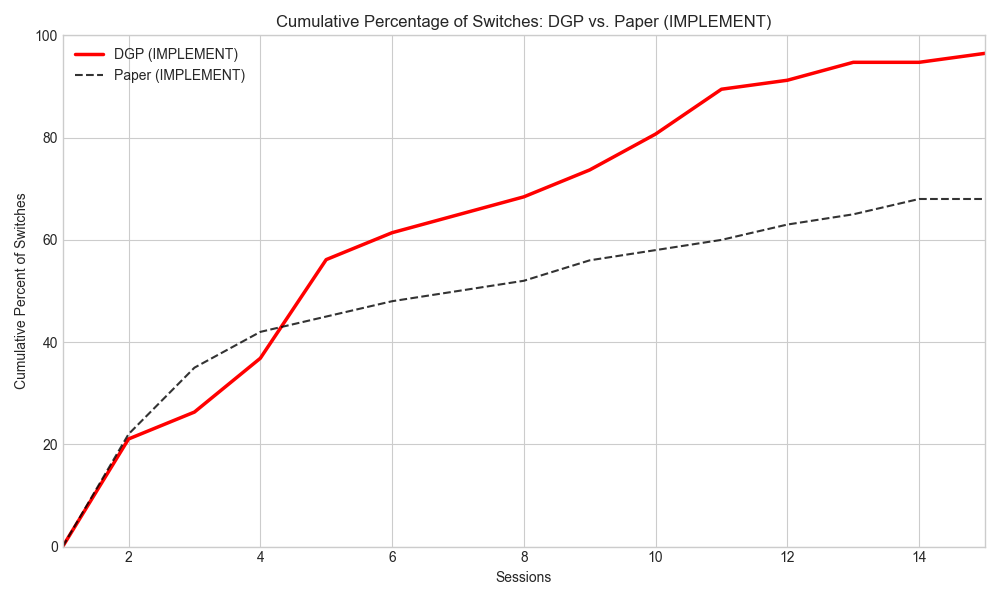 Cumulative Percentage of Switches: DGP vs. Paper (IMPLEMENT)
DGP (IMPLEMENT)
Paper (IMPLEMENT)
Cumulative Percent of Switches
100
80
60
40
20
0
2 4 6 8 10 12 14
Sessions